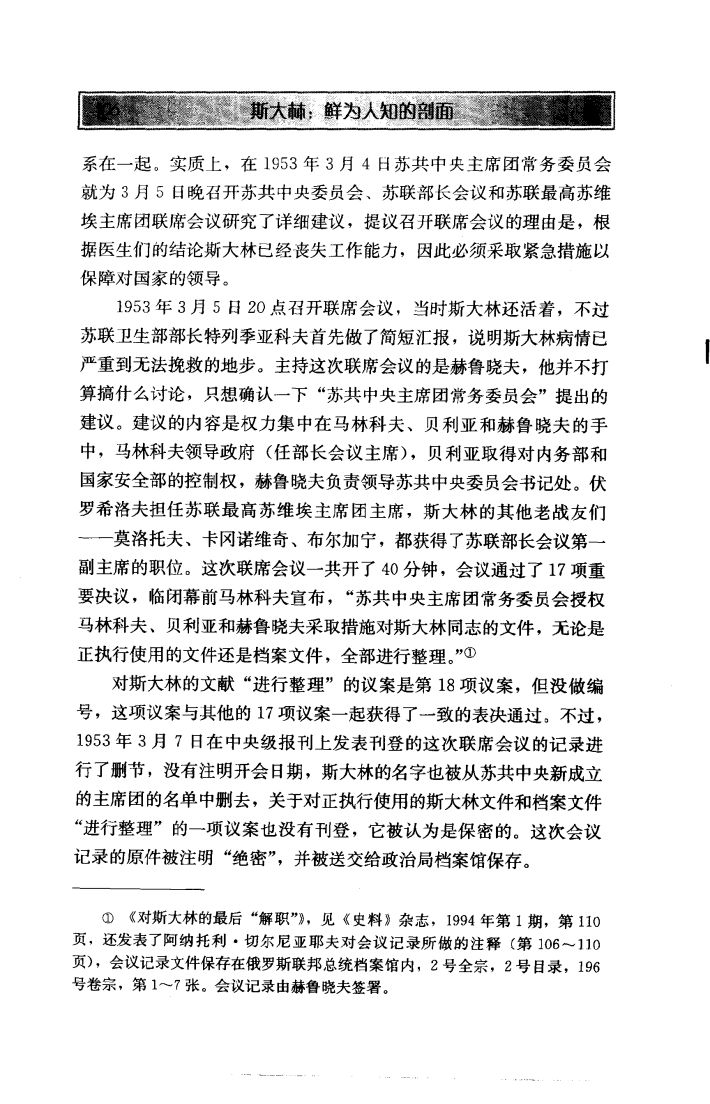 106
斯大林：鲜为人知的剖面
系在一起。实质上，在 1953 年 3 月 4 日苏共中央主席团常务委员会
就为 3 月 5 日晚召开苏共中央委员会、苏联部长会议和苏联最高苏维
埃主席团联席会议研究了详细建议，提议召开联席会议的理由是，根
据医生们的结论斯大林已经丧失工作能力，因此必须采取紧急措施以
保障对国家的领导。
1953 年 3 月 5 日 20 点召开联席会议，当时斯大林还活着，不过
苏联卫生部部长特列季亚科夫首先做了简短汇报，说明斯大林病情已
严重到无法挽救的地步。主持这次联席会议的是赫鲁晓夫，他并不打
算搞什么讨论，只想确认一下“苏共中央主席团常务委员会”提出的
建议。建议的内容是权力集中在马林科夫、贝利亚和赫鲁晓夫的手
中，马林科夫领导政府（任部长会议主席），贝利亚取得对内务部和
国家安全部的控制权，赫鲁晓夫负责领导苏共中央委员会书记处。伏
罗希洛夫担任苏联最高苏维埃主席团主席，斯大林的其他老战友们
——莫洛托夫、卡冈诺维奇、布尔加宁，都获得了苏联部长会议第一
副主席的职位。这次联席会议一共开了 40 分钟，会议通过了 17 项重
要决议，临闭幕前马林科夫宣布，“苏共中央主席团常务委员会授权
马林科夫、贝利亚和赫鲁晓夫采取措施对斯大林同志的文件，无论是
正执行使用的文件还是档案文件，全部进行整理。”①
对斯大林的文献“进行整理”的议案是第 18 项议案，但没做编
号，这项议案与其他的 17 项议案一起获得了一致的表决通过。不过，
1953 年 3 月 7 日在中央级报刊上发表刊登的这次联席会议的记录进
行了删节，没有注明开会日期，斯大林的名字也被从苏共中央新成立
的主席团的名单中删去，关于对正执行使用的斯大林文件和档案文件
“进行整理”的一项议案也没有刊登，它被认为是保密的。这次会议
记录的原件被注明“绝密”，并被送交给政治局档案馆保存。
① 《对斯大林的最后“解职”》，见《史料》杂志，1994 年第 1 期，第 110
页，还发表了阿纳托利·切尔尼亚耶夫对会议记录所做的注释（第 106～110
页），会议记录文件保存在俄罗斯联邦总统档案馆内，2 号全宗，2 号目录，196
号卷宗，第 1～7 张。会议记录由赫鲁晓夫签署。